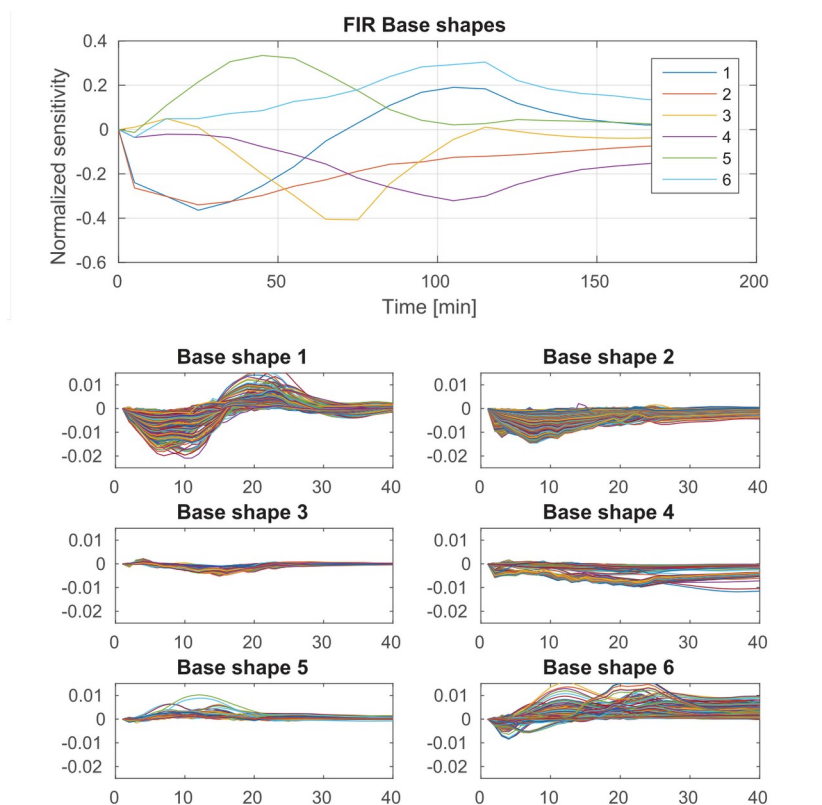 FIR Base shapes
0.4
0.2
0
-0.2
-0.4
-0.6
Normalized sensitivity
1
2
3
4
5
6
0 50 100 150 200
Time [min]
Base shape 1 Base shape 2
0.01 0.01
0 0
-0.01 -0.01
-0.02 -0.02
0 10 20 30 40 0 10 20 30 40
Base shape 3 Base shape 4
0.01 0.01
0 0
-0.01 -0.01
-0.02 -0.02
0 10 20 30 40 0 10 20 30 40
Base shape 5 Base shape 6
0.01 0.01
0 0
-0.01 -0.01
-0.02 -0.02
0 10 20 30 40 0 10 20 30 40